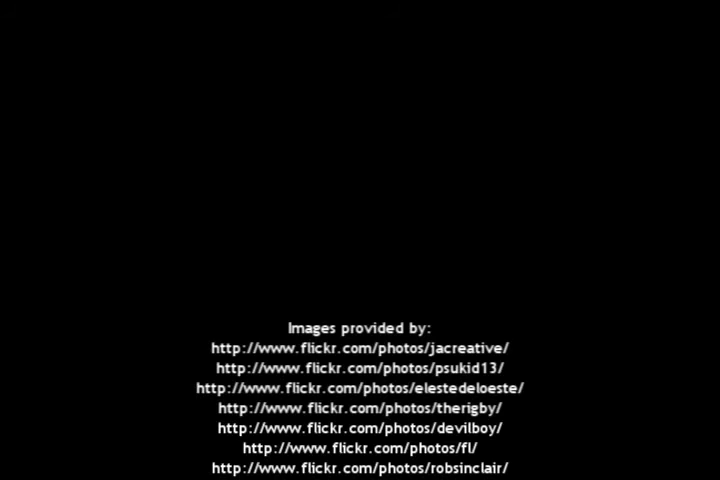 Images provided by:
http://www.flickr.com/photos/jacreative/
http://www.flickr.com/photos/psukid13/
http://www.flickr.com/photos/elestedeloeste/
http://www.flickr.com/photos/therigby/
http://www.flickr.com/photos/devilboy/
http://www.flickr.com/photos/fl/
http://www.flickr.com/photos/robsinclair/